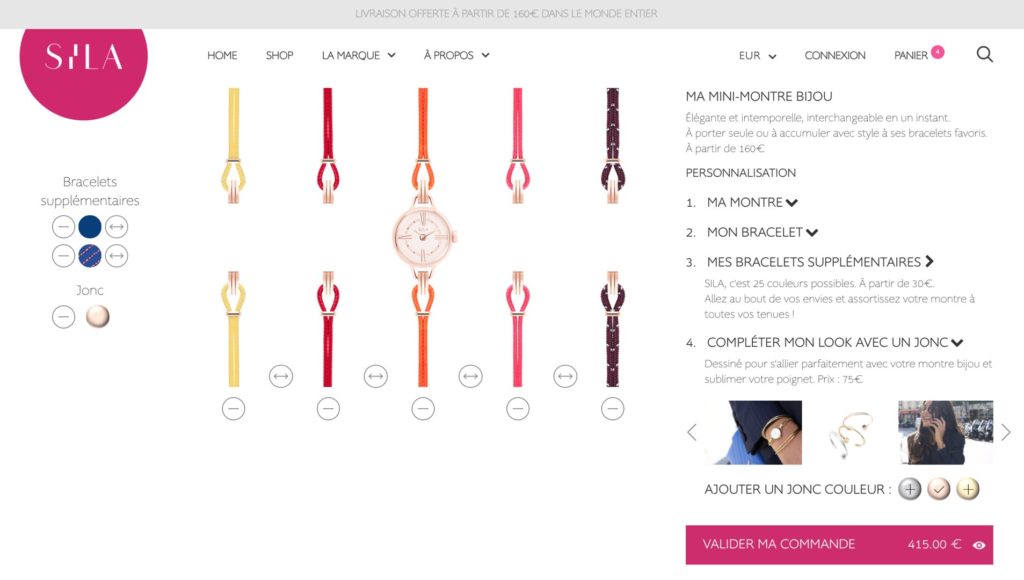 LIVRAISON OFFERTE À PARTIR DE 160€ DANS LE MONDE ENTIER
SILA
HOME
SHOP
LA MARQUE
À PROPOS
EUR
CONNEXION
PANIER
4
Bracelets
supplémentaires
Jonc
SILA
MA MINI-MONTRE BIJOU
Élégante et intemporelle, interchangeable en un instant.
À porter seule ou à accumuler avec style à ses bracelets favoris.
À partir de 160€
PERSONNALISATION
1. MA MONTRE
2. MON BRACELET
3. MES BRACELETS SUPPLÉMENTAIRES
SILA, c'est 25 couleurs possibles. À partir de 30€.
Allez au bout de vos envies et assortissez votre montre à
toutes vos tenues !
4. COMPLÉTER MON LOOK AVEC UN JONC
Dessiné pour s'allier parfaitement avec votre montre bijou et
sublimer votre poignet. Prix : 75€
AJOUTER UN JONC COULEUR :
VALIDER MA COMMANDE 415.00 €